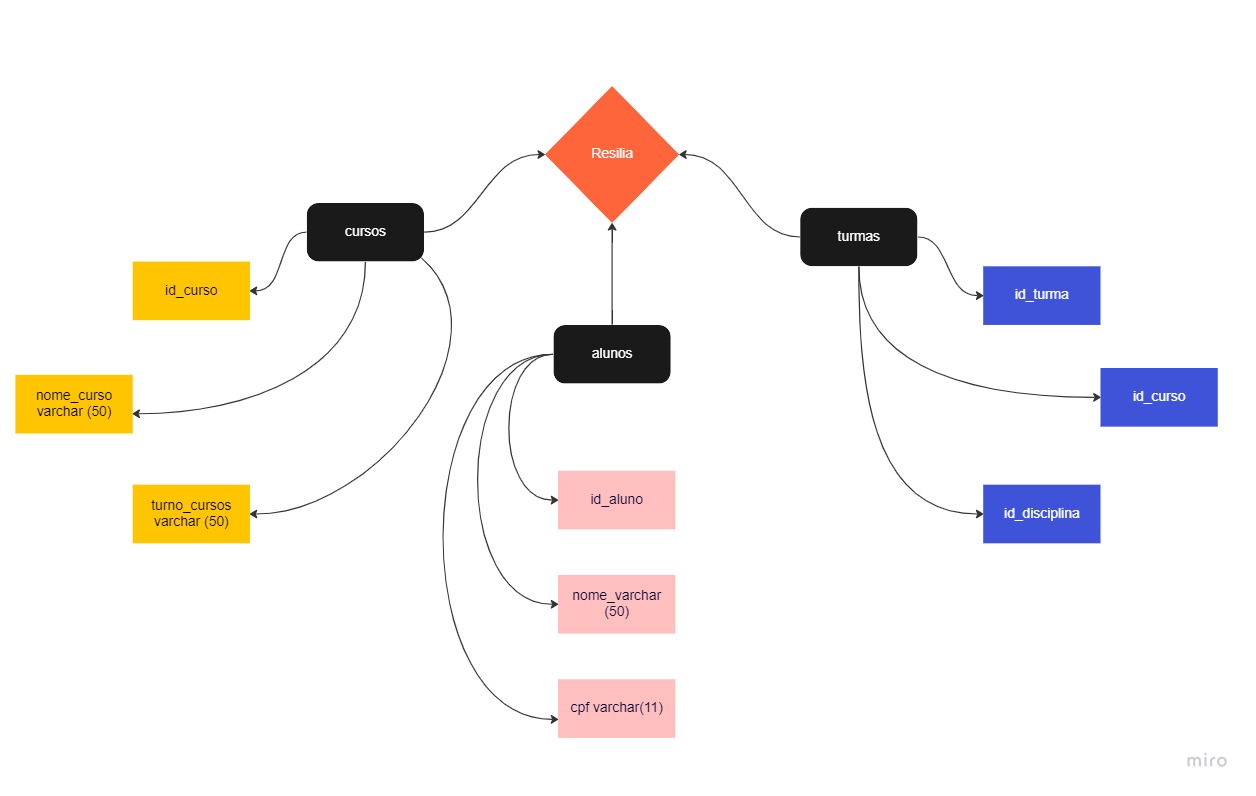 Resilia
cursos
turmas
id_curso
id_turma
alunos
nome_curso
varchar (50)
id_curso
turno_cursos
varchar (50)
id_aluno
id_disciplina
nome_varchar
(50)
cpf varchar(11)
miro